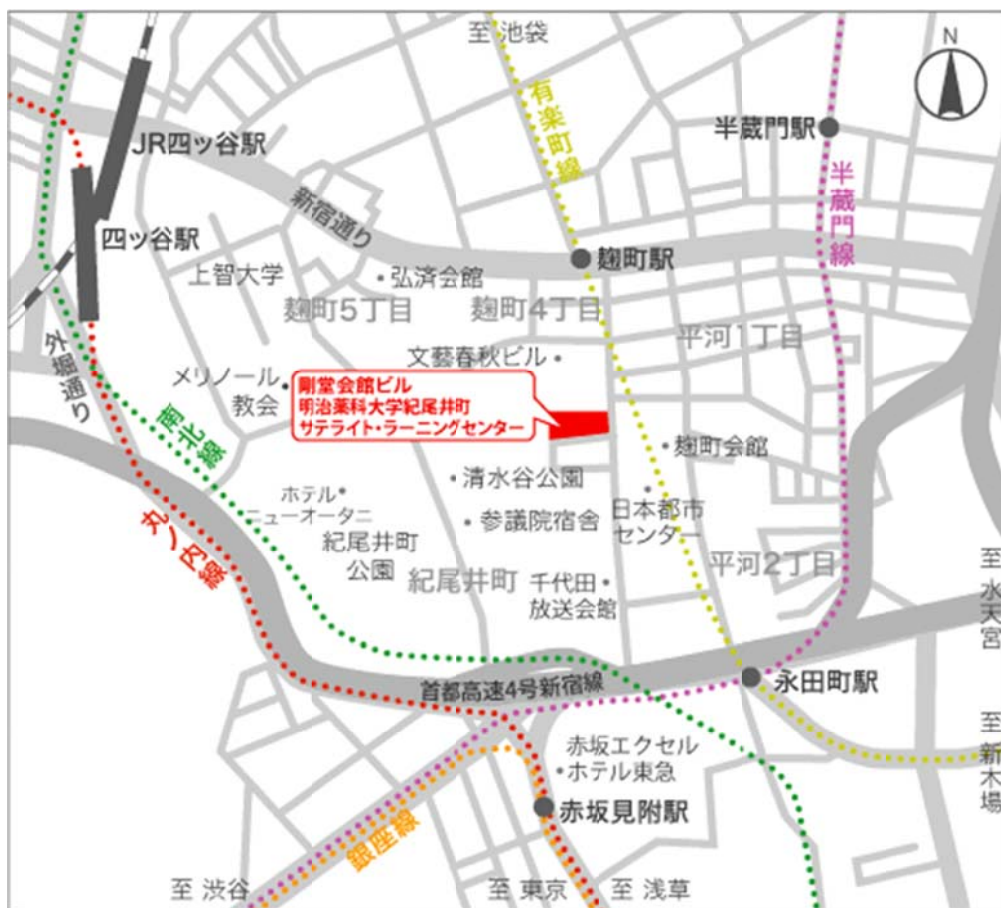 至 池袋
N
有楽町線
半蔵門駅
JR四ッ谷駅
半蔵門線
新宿通り
四ッ谷駅
麹町駅
上智大学
弘済会館
麹町5丁目
麹町4丁目
平河1丁目
外堀通り
文藝春秋ビル
メリノール
教会
剛堂会館ビル
明治薬科大学紀尾井町
サテライト・ラーニングセンター
南北線
麹町会館
清水谷公園
ホテル
ニューオータニ
日本都市
センター
参議院宿舎
丸ノ内線
紀尾井町
公園
平河2丁目
至 水天宮
紀尾井町
千代田
放送会館
首都高速4号新宿線
永田町駅
至 新木場
赤坂エクセル
ホテル東急
赤坂見附駅
銀座線
至 渋谷
至 東京
至 浅草